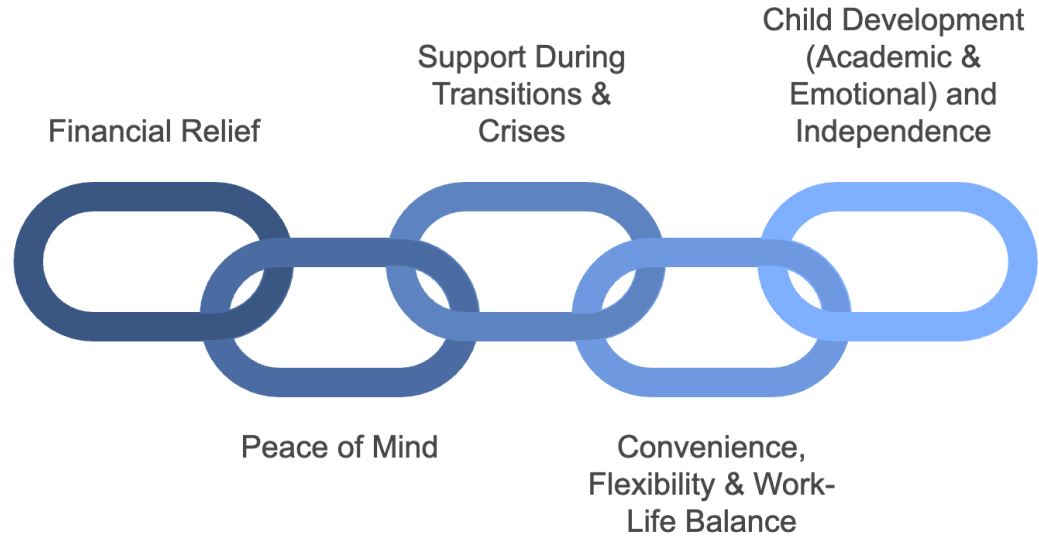 Financial Relief
Support During
Transitions &
Crises
Child Development
(Academic &
Emotional) and
Independence
Peace of Mind
Convenience,
Flexibility & Work-
Life Balance